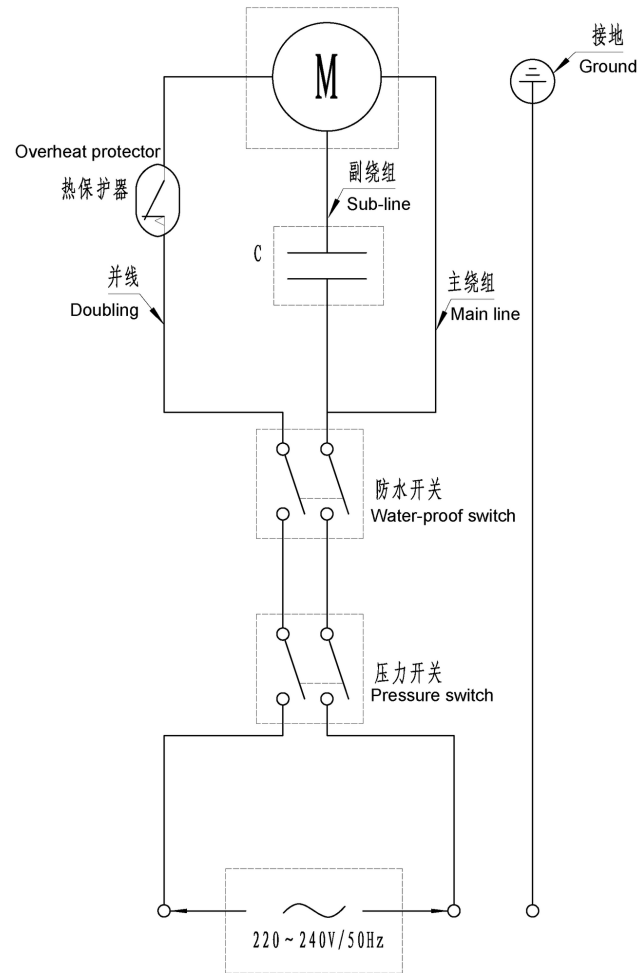 M
接地
Ground
Overheat protector
热保护器
副绕组
Sub-line
C
并线
Doubling
主绕组
Main line
防水开关
Water-proof switch
压力开关
Pressure switch
220~240V/50Hz